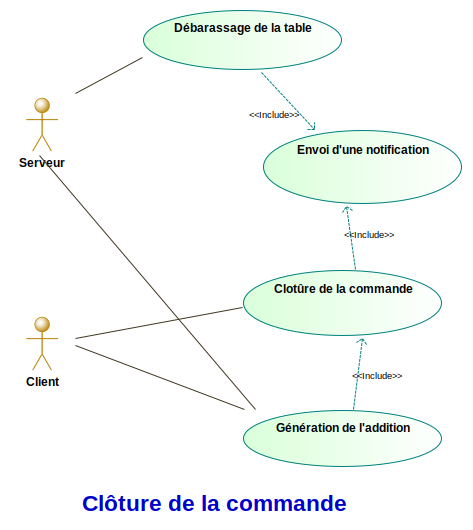 Débarassage de la table
<<Include>>
Serveur
Envoi d'une notification
<<Include>>
Clotûre de la commande
Client
<<Include>>
Génération de l'addition
Clôture de la commande